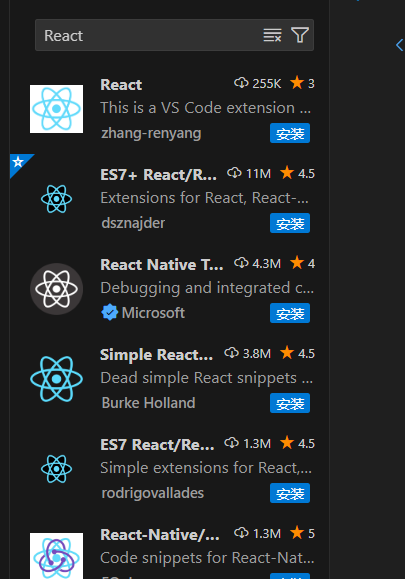 React
React 255K 3
This is a VS Code extension ...
zhang-renyang 安装
ES7+ React/R... 11M 4.5
Extensions for React, React-...
dsznajder 安装
React Native T... 4.3M 4
Debugging and integrated c...
Microsoft 安装
Simple React... 3.8M 4.5
Dead simple React snippets ...
Burke Holland 安装
ES7 React/Re... 1.3M 4.5
Simple extensions for React,...
rodrigovallades 安装
React-Native/... 1.3M 5
Code snippets for React-Nat...